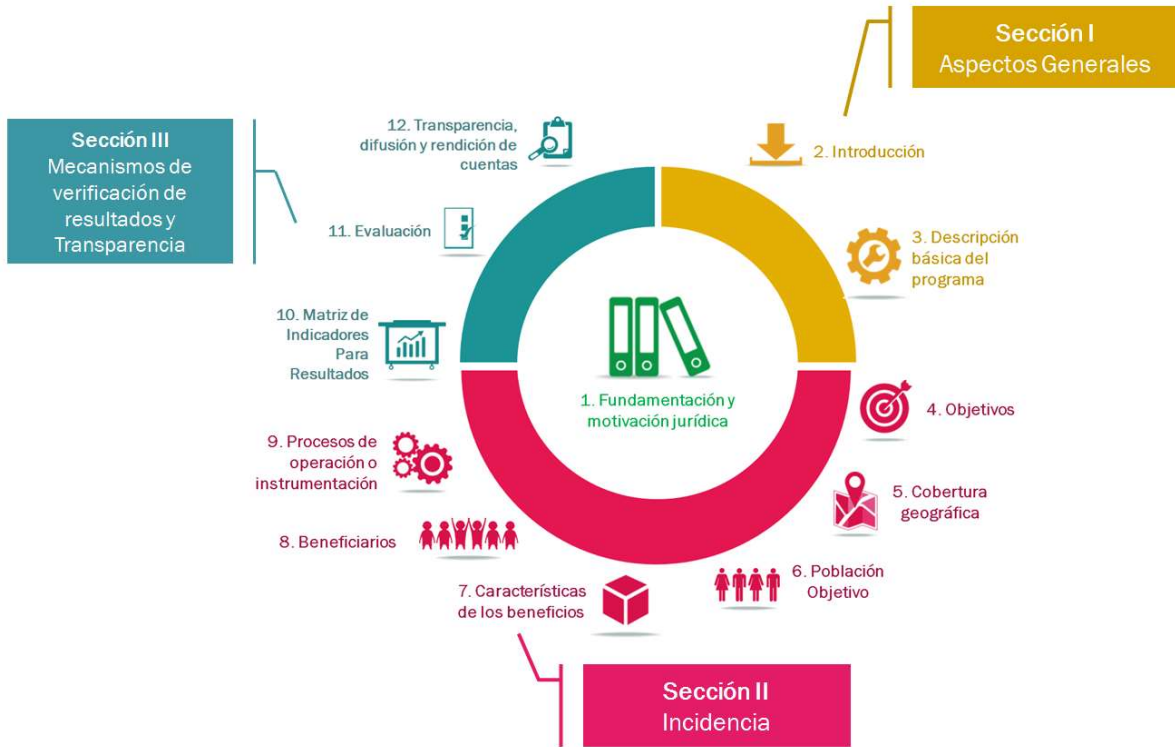 Sección I
Aspectos Generales
Sección III
Mecanismos de
verificación de
resultados y
Transparencia
12. Transparencia,
difusión y rendición de
cuentas
2. Introducción
11. Evaluación
3. Descripción
básica del
programa
10. Matriz de
Indicadores
Para
Resultados
1. Fundamentación y
motivación jurídica
4. Objetivos
9. Procesos de
operación o
instrumentación
5. Cobertura
geográfica
8. Beneficiarios
6. Población
Objetivo
7. Características
de los beneficios
Sección II
Incidencia